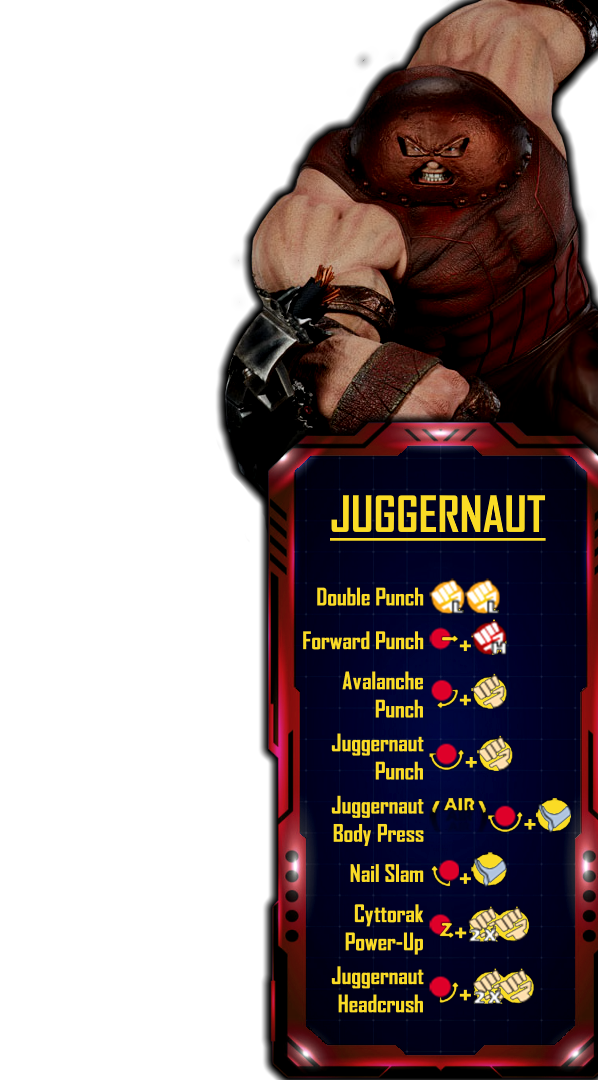 JUGGERNAUT
Double Punch L L
Forward Punch + M
Avalanche
Punch +
Juggernaut
Punch +
Juggernaut
Body Press AIR +
Nail Slam +
Cyttorak
Power-Up Z + 2X
Juggernaut
Headcrush + 2X